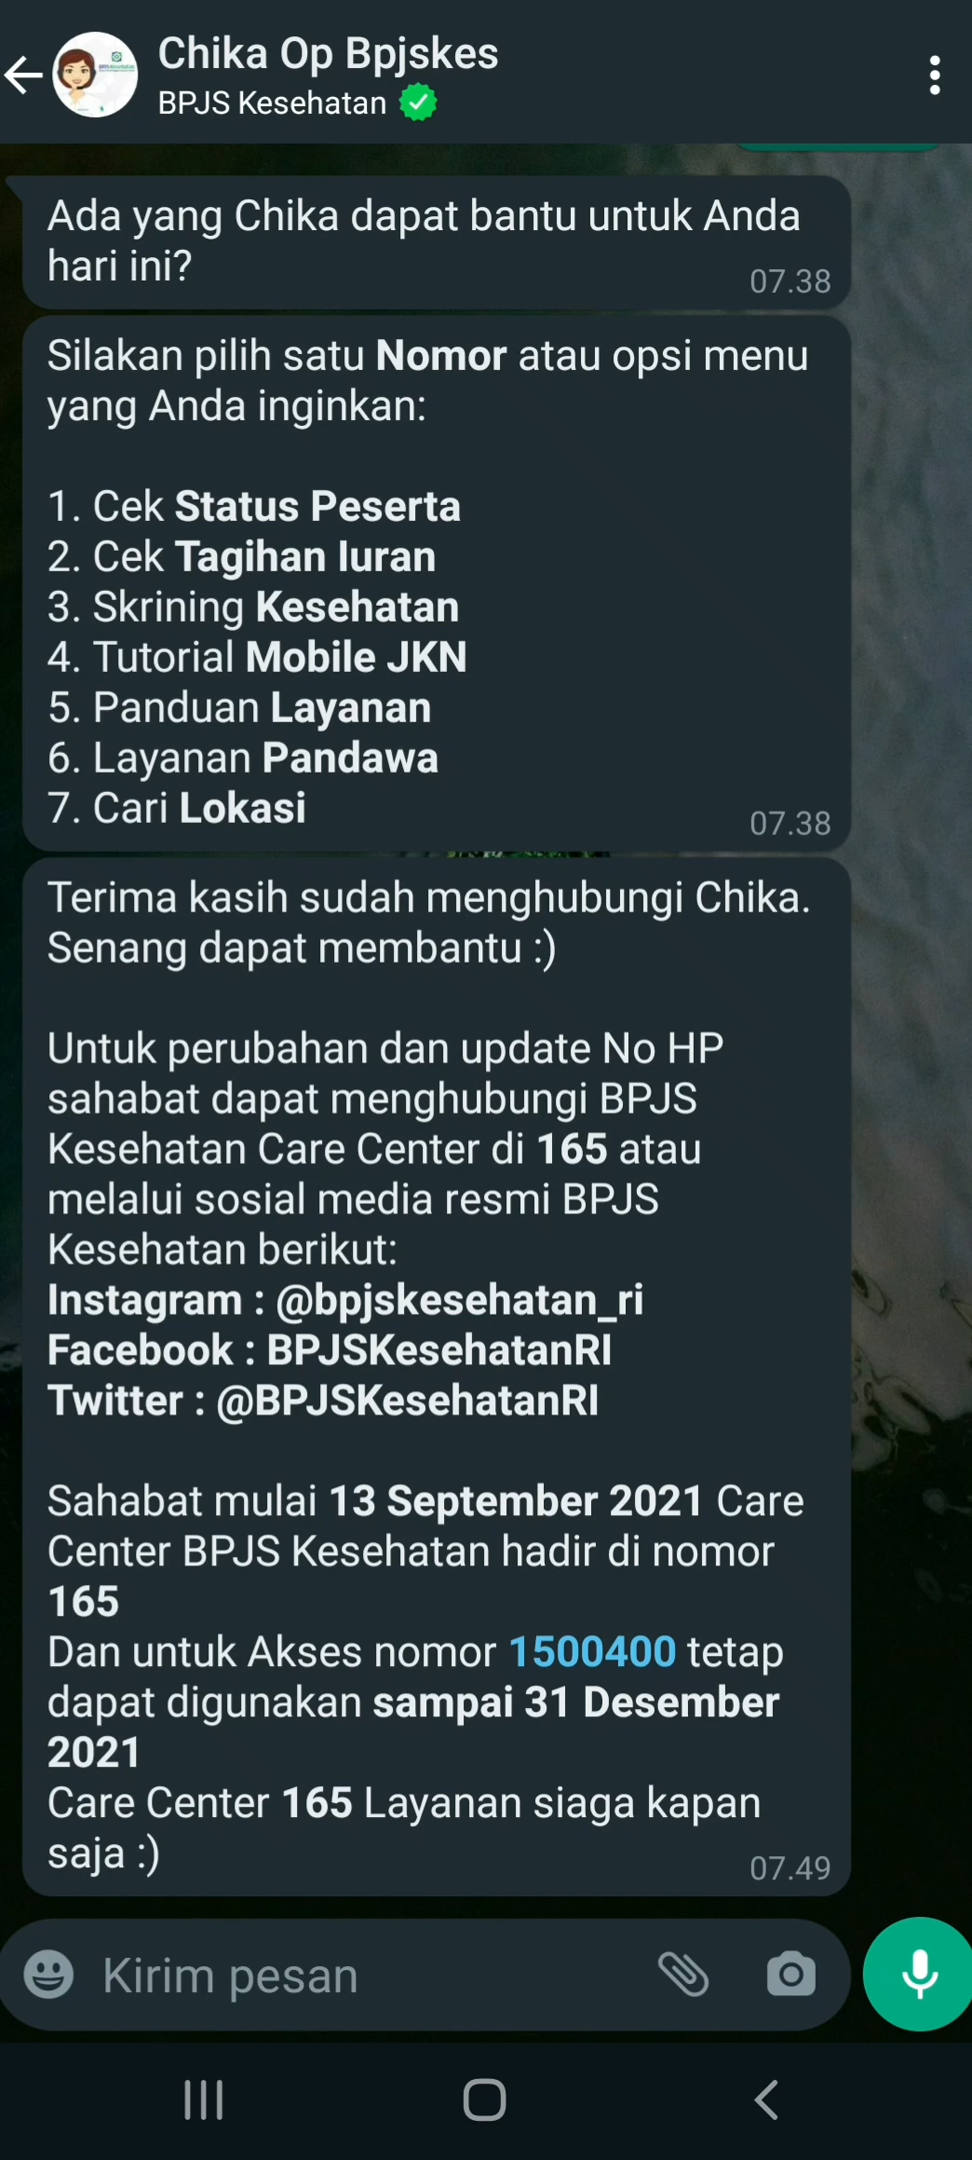 Chika Op Bpjskes
BPJS Kesehatan
Ada yang Chika dapat bantu untuk Anda
hari ini?
07.38
Silakan pilih satu Nomor atau opsi menu
yang Anda inginkan:
1. Cek Status Peserta
2. Cek Tagihan Iuran
3. Skrining Kesehatan
4. Tutorial Mobile JKN
5. Panduan Layanan
6. Layanan Pandawa
7. Cari Lokasi
07.38
Terima kasih sudah menghubungi Chika.
Senang dapat membantu :)
Untuk perubahan dan update No HP
sahabat dapat menghubungi BPJS
Kesehatan Care Center di 165 atau
melalui sosial media resmi BPJS
Kesehatan berikut:
Instagram : @bpjskesehatan_ri
Facebook : BPJSKesehatanRI
Twitter : @BPJSKesehatanRI
Sahabat mulai 13 September 2021 Care
Center BPJS Kesehatan hadir di nomor
165
Dan untuk Akses nomor 1500400 tetap
dapat digunakan sampai 31 Desember
2021
Care Center 165 Layanan siaga kapan
saja :)
07.49
Kirim pesan